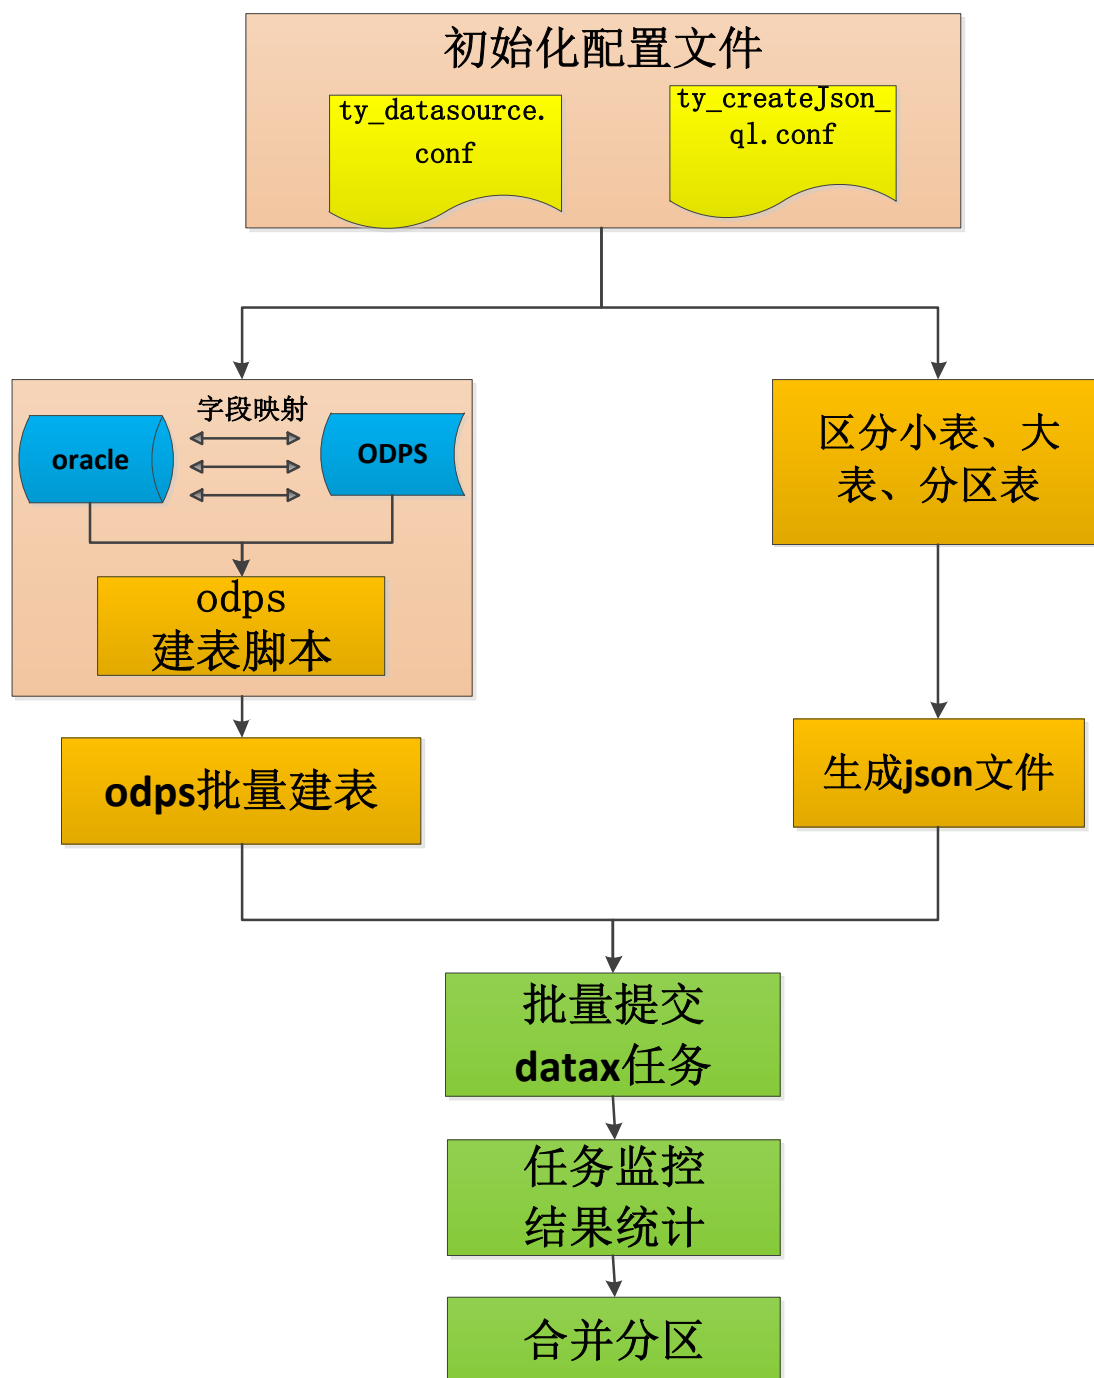 初始化配置文件
ty_datasource.
conf
ty_createJson_
ql.conf
字段映射
oracle
ODPS
odps
建表脚本
odps批量建表
区分小表、大
表、分区表
生成json文件
批量提交
datax任务
任务监控
结果统计
合并分区